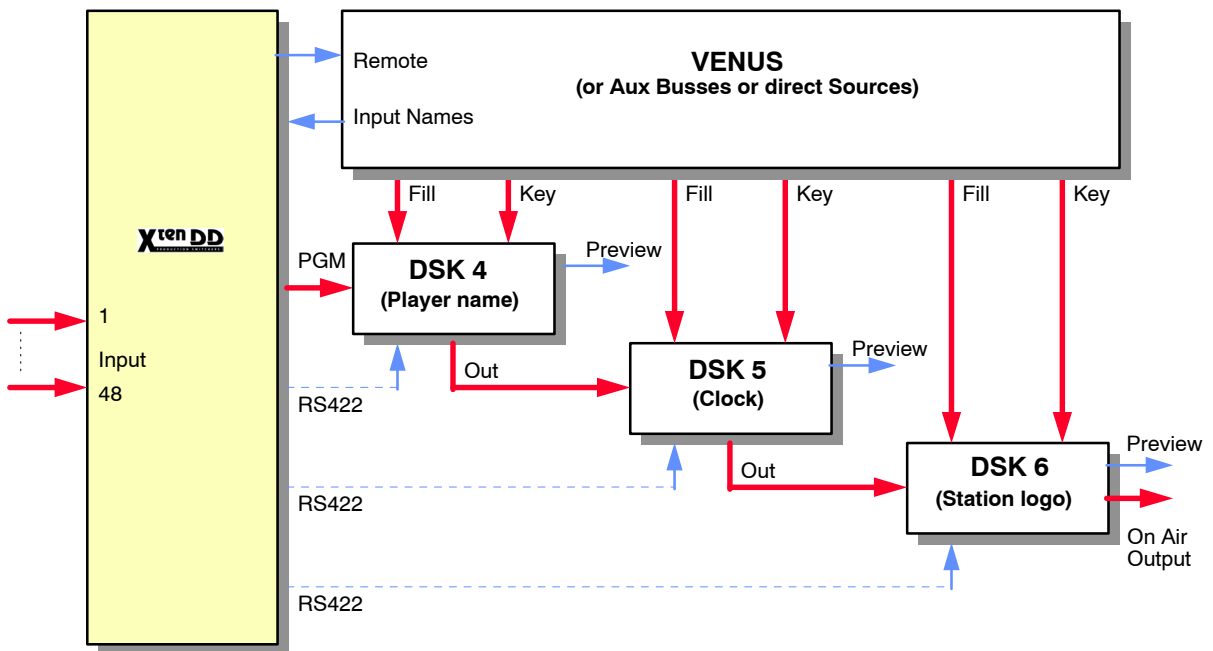 VENUS
(or Aux Busses or direct Sources)
Remote
Input Names
Fill
Key
Fill
Key
Fill
Key
Xten DD
PGM
DSK 4
(Player name)
Preview
1
Input
48
Out
RS422
DSK 5
(Clock)
Preview
Out
RS422
DSK 6
(Station logo)
Preview
On Air
Output
RS422